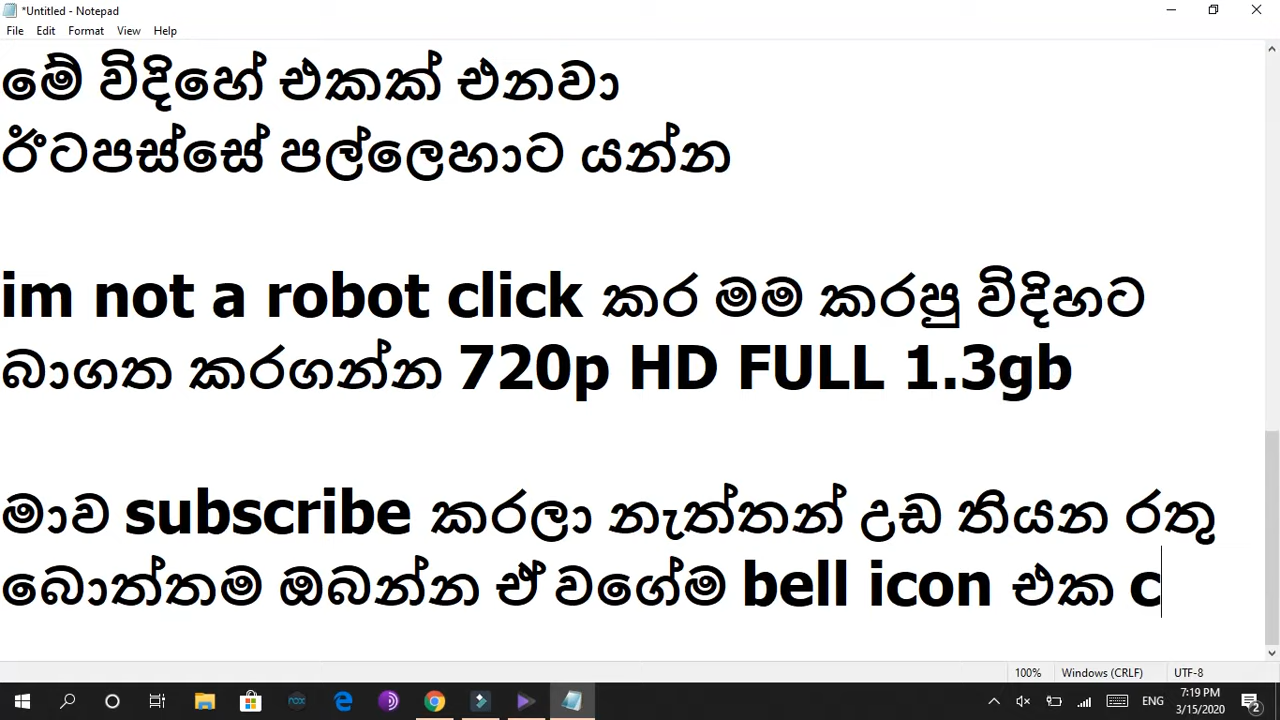 *Untitled - Notepad
File Edit Format View Help
මේ විදිහේ එකක් එනවා
ඊටපස්සේ පල්ලෙහාට යන්න
im not a robot click කර මම කරපු විදිහට
බාගත කරගන්න 720p HD FULL 1.3gb
මාව subscribe කරලා නැත්තන් උඩ තියන රතු
බොත්තම ඔබන්න ඒ වගේම bell icon එක c
100% Windows (CRLF) UTF-8
nox
ENG
7:19 PM
3/15/2020
2